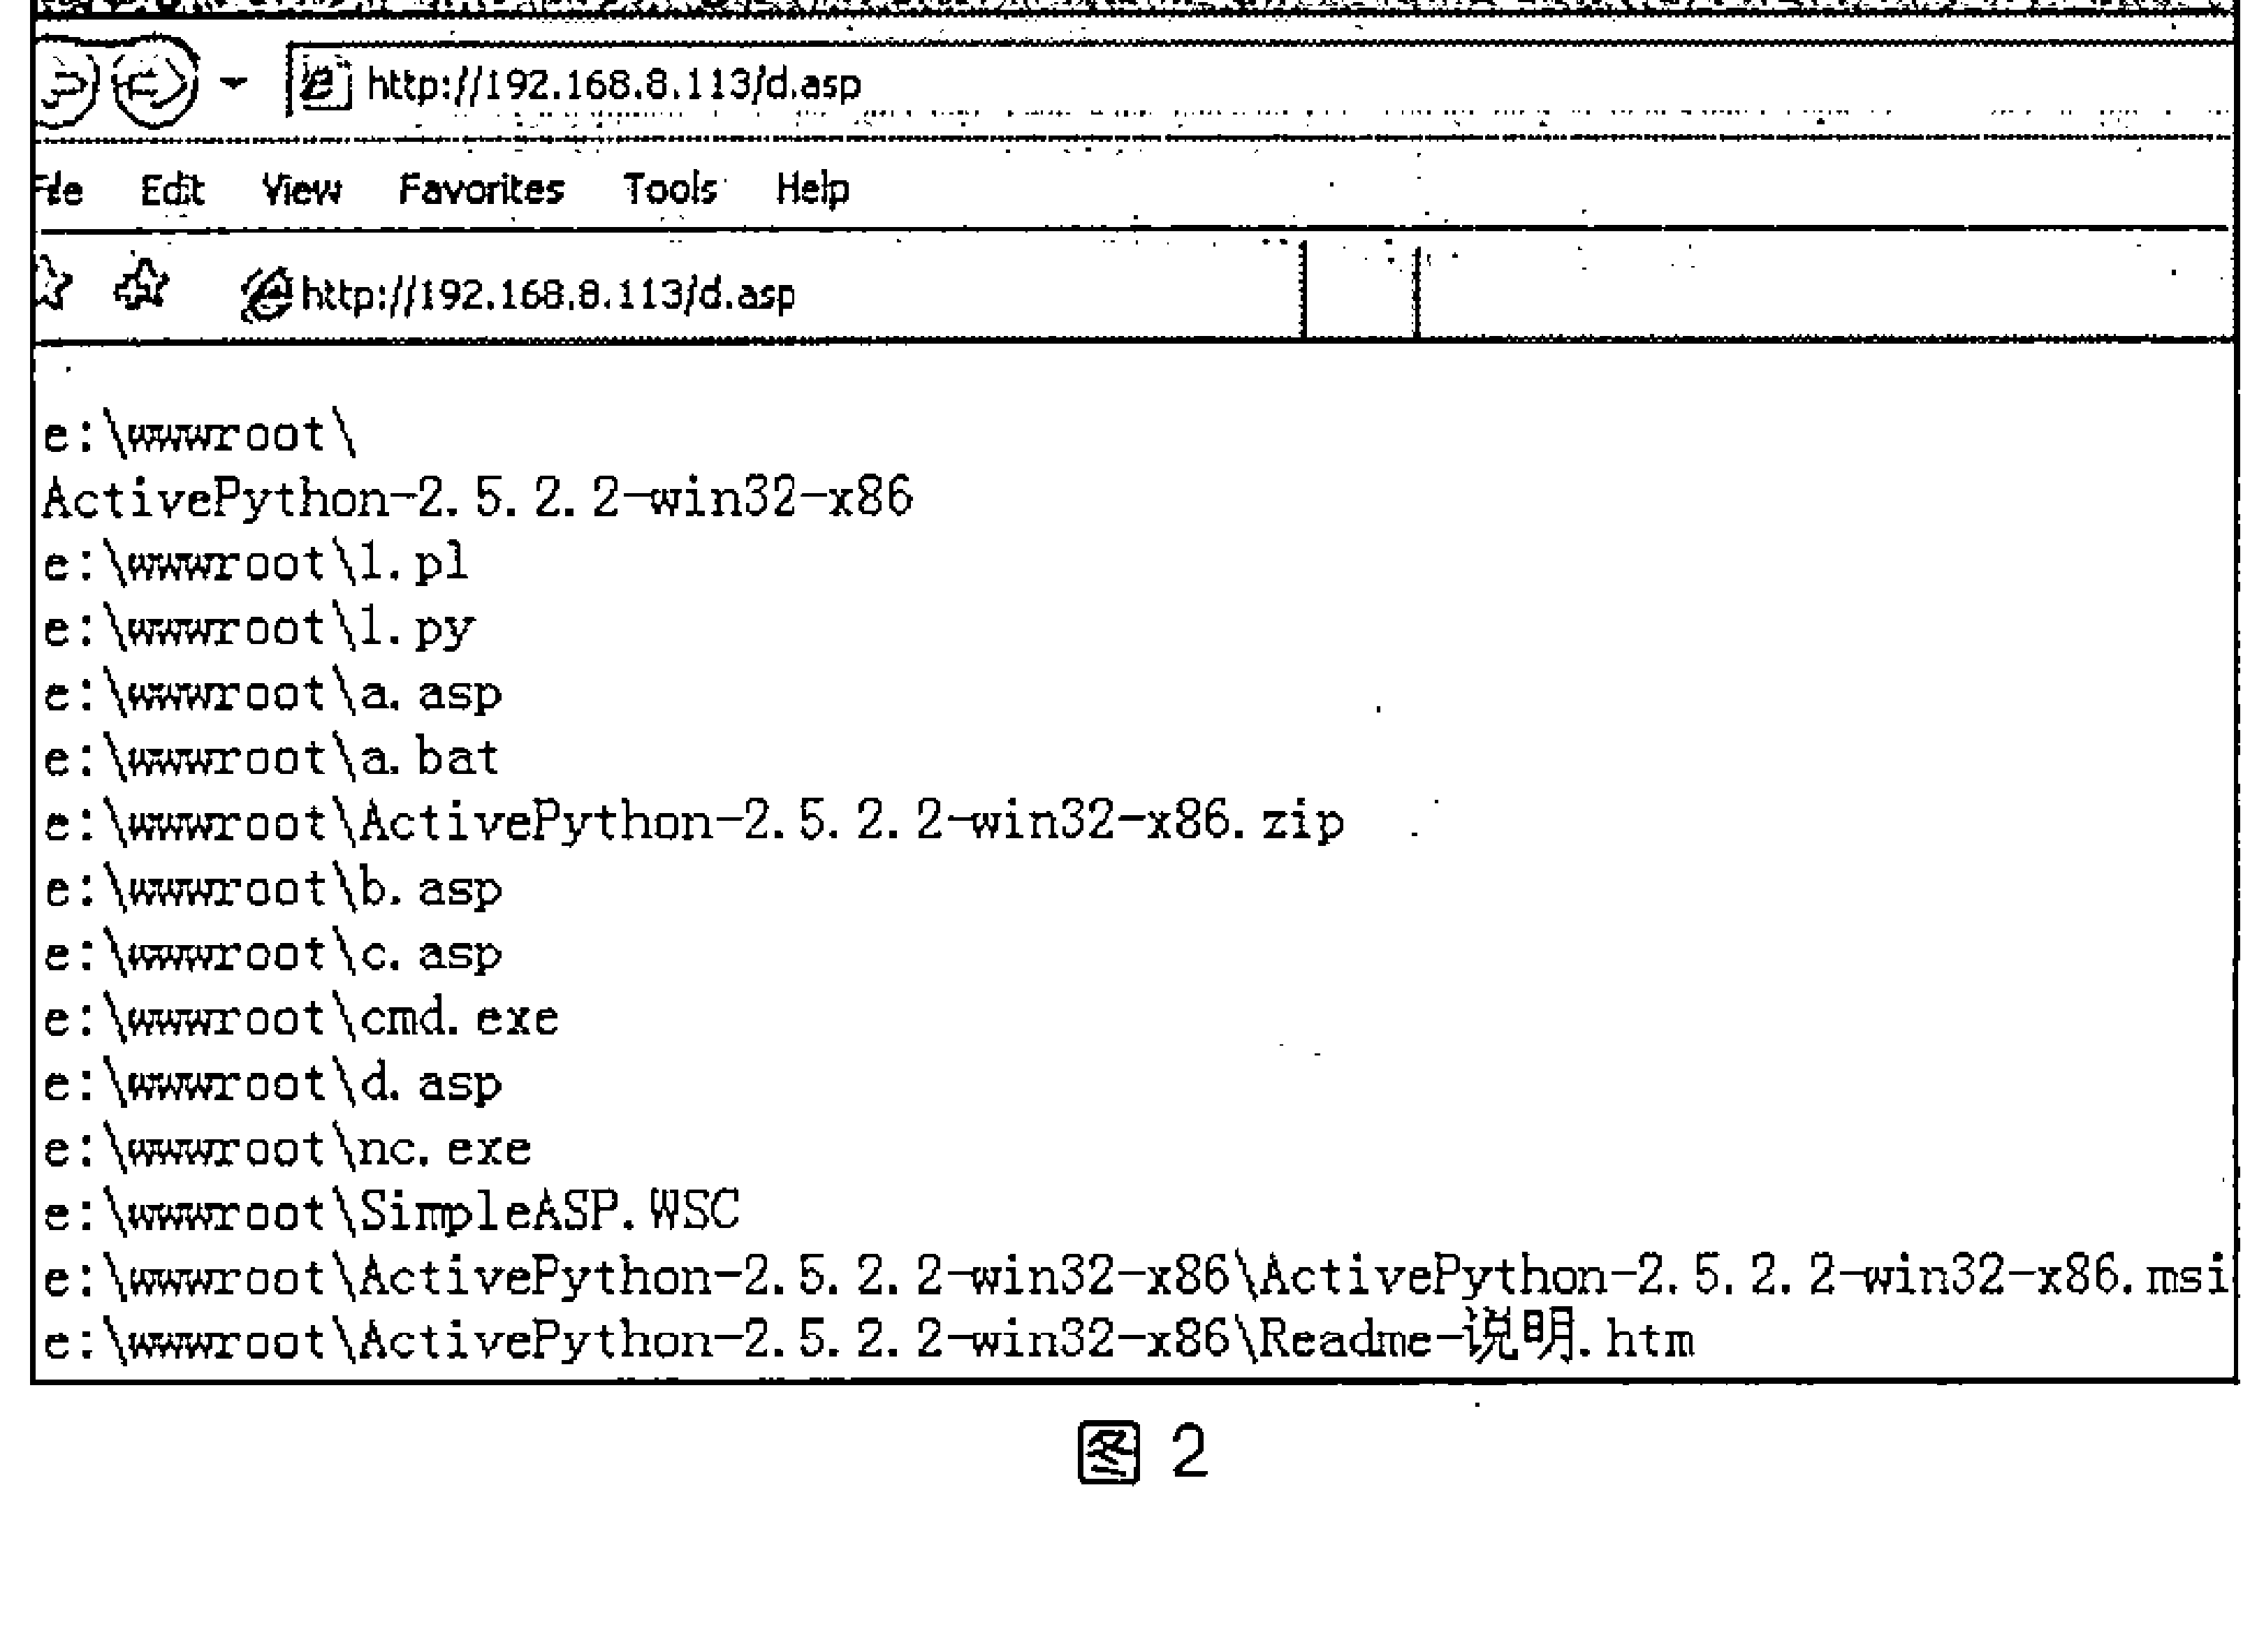 http://192.168.8.113/d.asp
File Edit View Favorites Tools Help
http://192.168.8.113/d.asp
e:\wwwroot\
ActivePython-2.5.2.2-win32-x86
e:\wwwroot\1.pl
e:\wwwroot\1.py
e:\wwwroot\a.asp
e:\wwwroot\a.bat
e:\wwwroot\ActivePython-2.5.2.2-win32-x86.zip
e:\wwwroot\b.asp
e:\wwwroot\c.asp
e:\wwwroot\cmd.exe
e:\wwwroot\d.asp
e:\wwwroot\nc.exe
e:\wwwroot\SimpleASP.WSC
e:\wwwroot\ActivePython-2.5.2.2-win32-x86\ActivePython-2.5.2.2-win32-x86.msi
e:\wwwroot\ActivePython-2.5.2.2-win32-x86\Readme-说明.htm
图 2